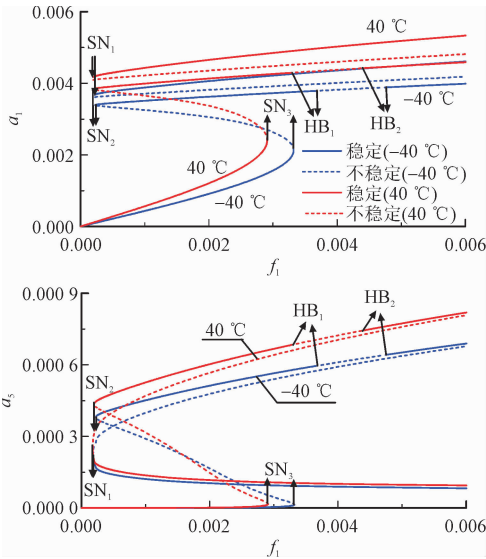 0.006
40 ℃
SN₁
0.004
a₁
SN₂
SN₃
HB₁
HB₂
−40 ℃
0.002
40 ℃
−40 ℃
稳定(−40 ℃)
不稳定(−40 ℃)
稳定(40 ℃)
不稳定(40 ℃)
0.000
0.000
0.002
0.004
0.006
f₁
0.000 9
HB₁
HB₂
40 ℃
0.000 6
SN₂
−40 ℃
a₅
0.000 3
SN₁
SN₃
0.000 0
0.000
0.002
0.004
0.006
f₁